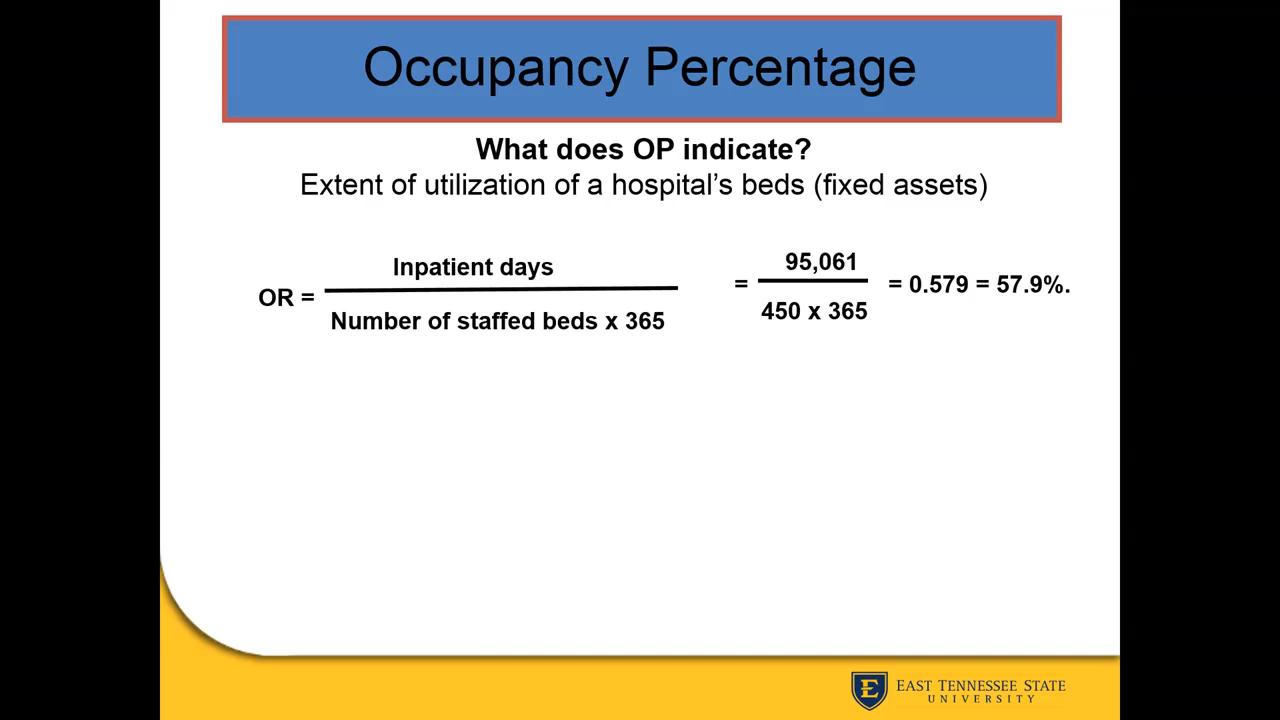 Occupancy Percentage
What does OP indicate?
Extent of utilization of a hospital’s beds (fixed assets)
OR =
Inpatient days
Number of staffed beds x 365
=
95,061
450 x 365
= 0.579 = 57.9%.
EAST TENNESSEE STATE
UNIVERSITY